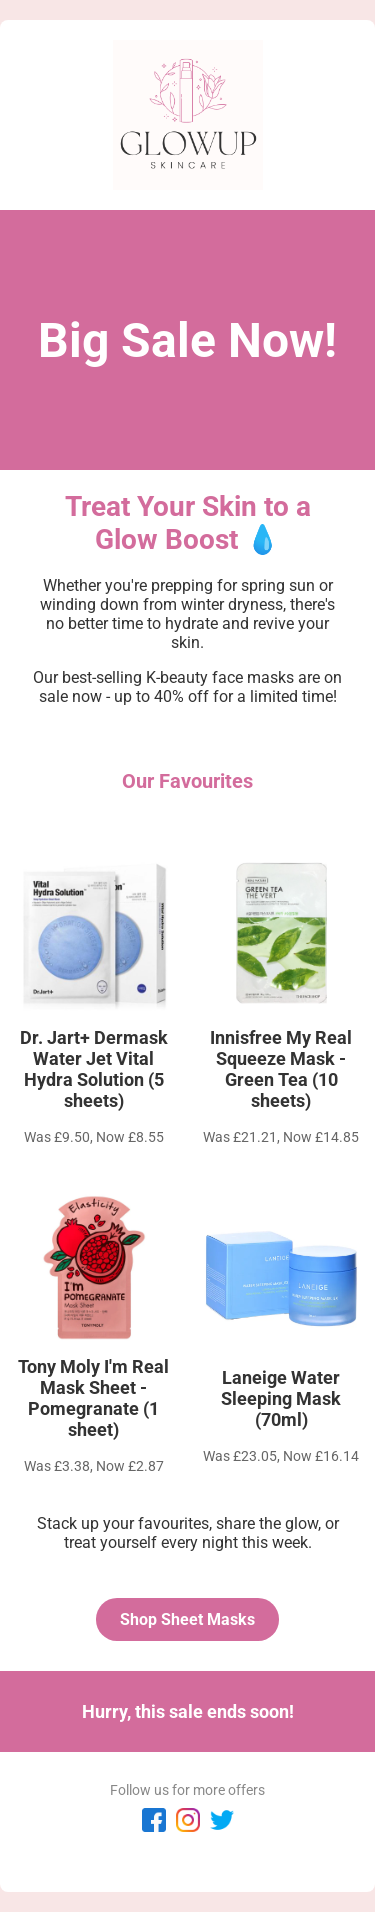 GLOWUP
SKINCARE
Big Sale Now!
Treat Your Skin to a
Glow Boost 💧
Whether you're prepping for spring sun or
winding down from winter dryness, there's
no better time to hydrate and revive your
skin.
Our best-selling K-beauty face masks are on
sale now - up to 40% off for a limited time!
Our Favourites
Vital
Hydra Solution™
Dr.Jart+
GREEN TEA
THE VERT
Dr. Jart+ Dermask
Water Jet Vital
Hydra Solution (5
sheets)
Was £9.50, Now £8.55
Innisfree My Real
Squeeze Mask -
Green Tea (10
sheets)
Was £21.21, Now £14.85
Elasticity
I'm
POMEGRANATE
Mask Sheet
TONYMOLY
LANEIGE
LANEIGE
Tony Moly I'm Real
Mask Sheet -
Pomegranate (1
sheet)
Was £3.38, Now £2.87
Laneige Water
Sleeping Mask
(70ml)
Was £23.05, Now £16.14
Stack up your favourites, share the glow, or
treat yourself every night this week.
Shop Sheet Masks
Hurry, this sale ends soon!
Follow us for more offers